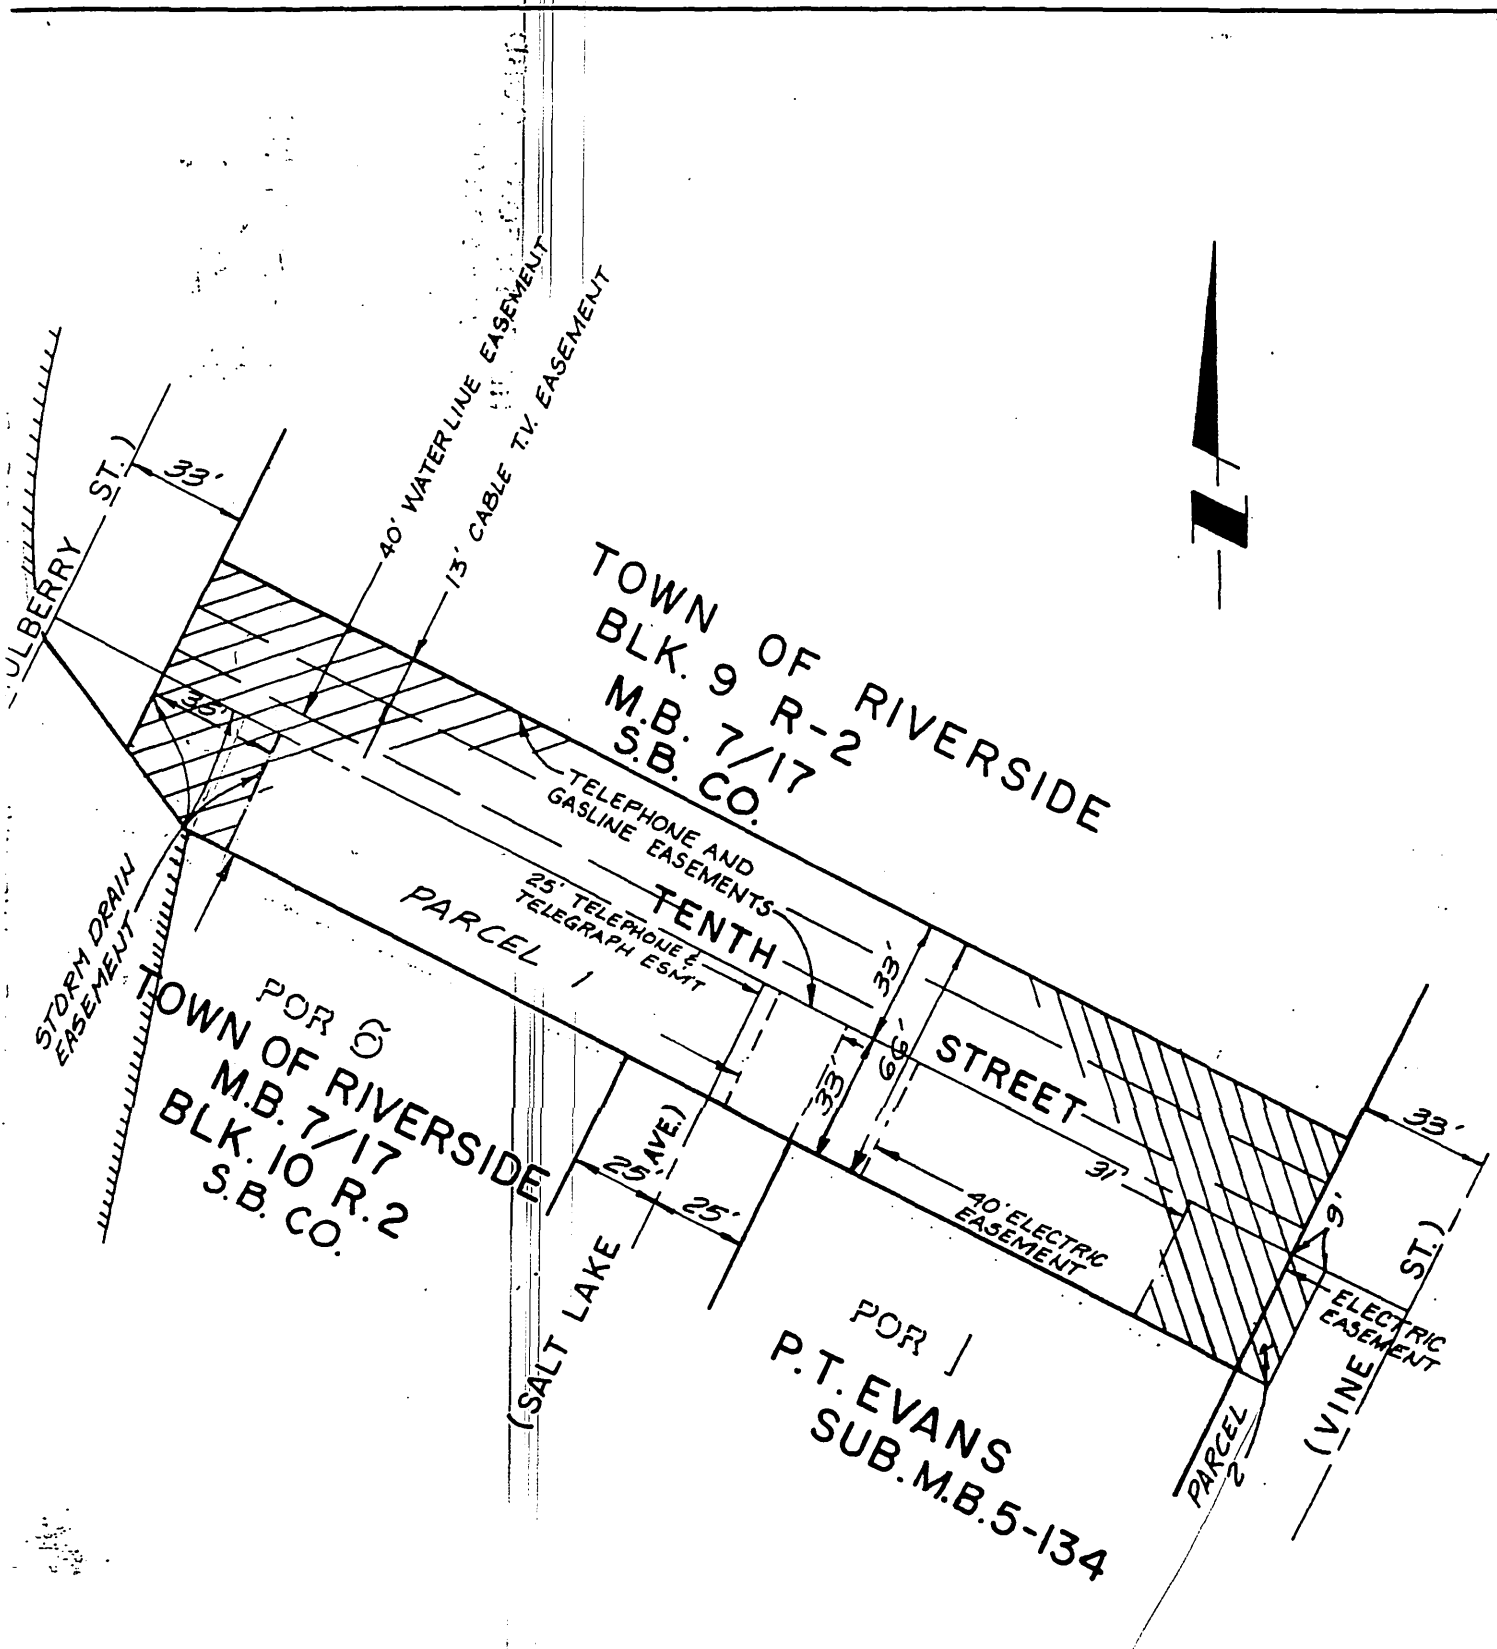 40' WATERLINE EASEMENT
13' CABLE T.V. EASEMENT
ULBERRY ST.)
33'
TOWN OF RIVERSIDE
BLK. 9 R-2
M.B. 7/17
S.B. CO.
35'
TELEPHONE AND
GASLINE EASEMENTS
25' TELEPHONE &
TELEGRAPH ESMT
TENTH STREET
PARCEL 1
33'
66'
33'
STORM DRAIN
EASEMENT
POR 6
TOWN OF RIVERSIDE
M.B. 7/17
BLK. 10 R.2
S.B. CO.
(SALT LAKE AVE.)
25'
25'
40' ELECTRIC
EASEMENT
31'
33'
9'
ELECTRIC
EASEMENT
(VINE ST.)
PARCEL
2
POR 1
P.T. EVANS
SUB. M.B. 5-134
N